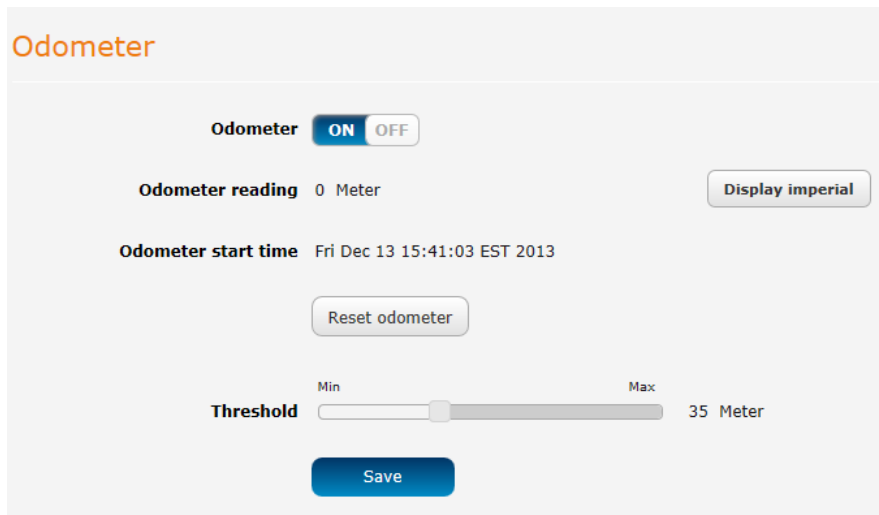 Odometer
Odometer ON OFF
Odometer reading 0 Meter Display imperial
Odometer start time Fri Dec 13 15:41:03 EST 2013
Reset odometer
Min Max
Threshold 35 Meter
Save